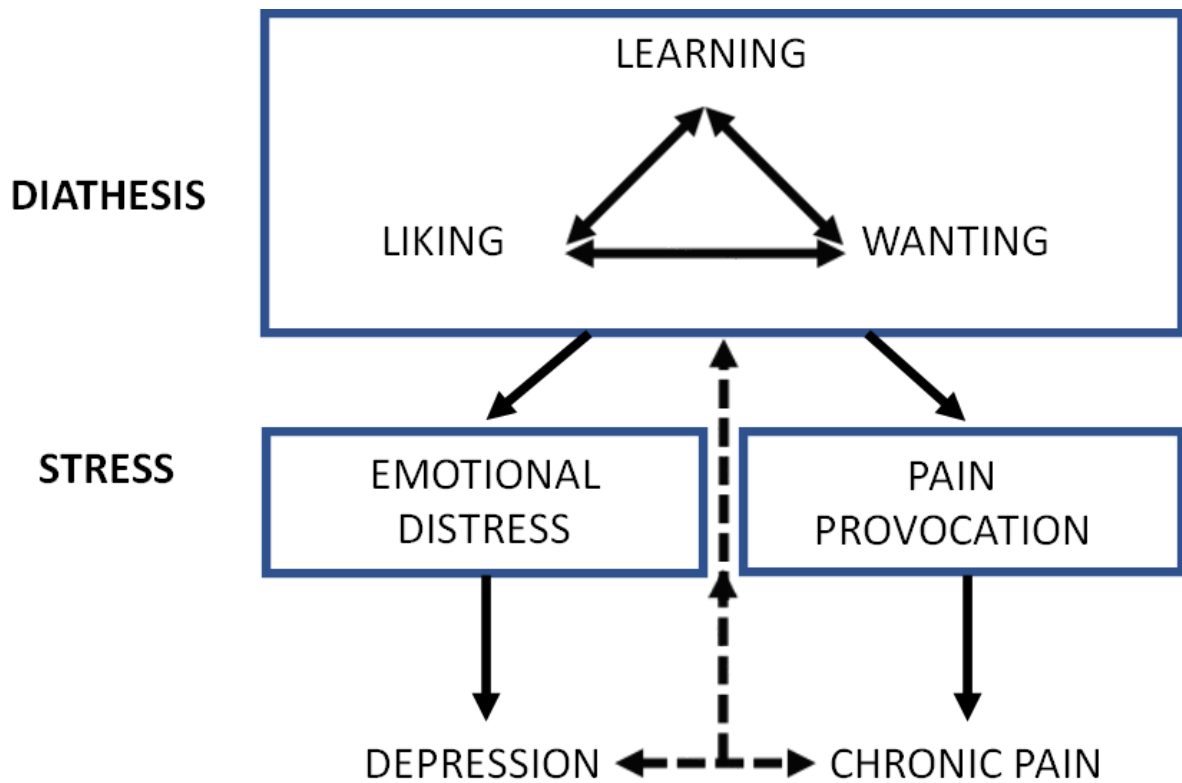 LEARNING
DIATHESIS
LIKING
WANTING
STRESS
EMOTIONAL
DISTRESS
PAIN
PROVOCATION
DEPRESSION
CHRONIC PAIN